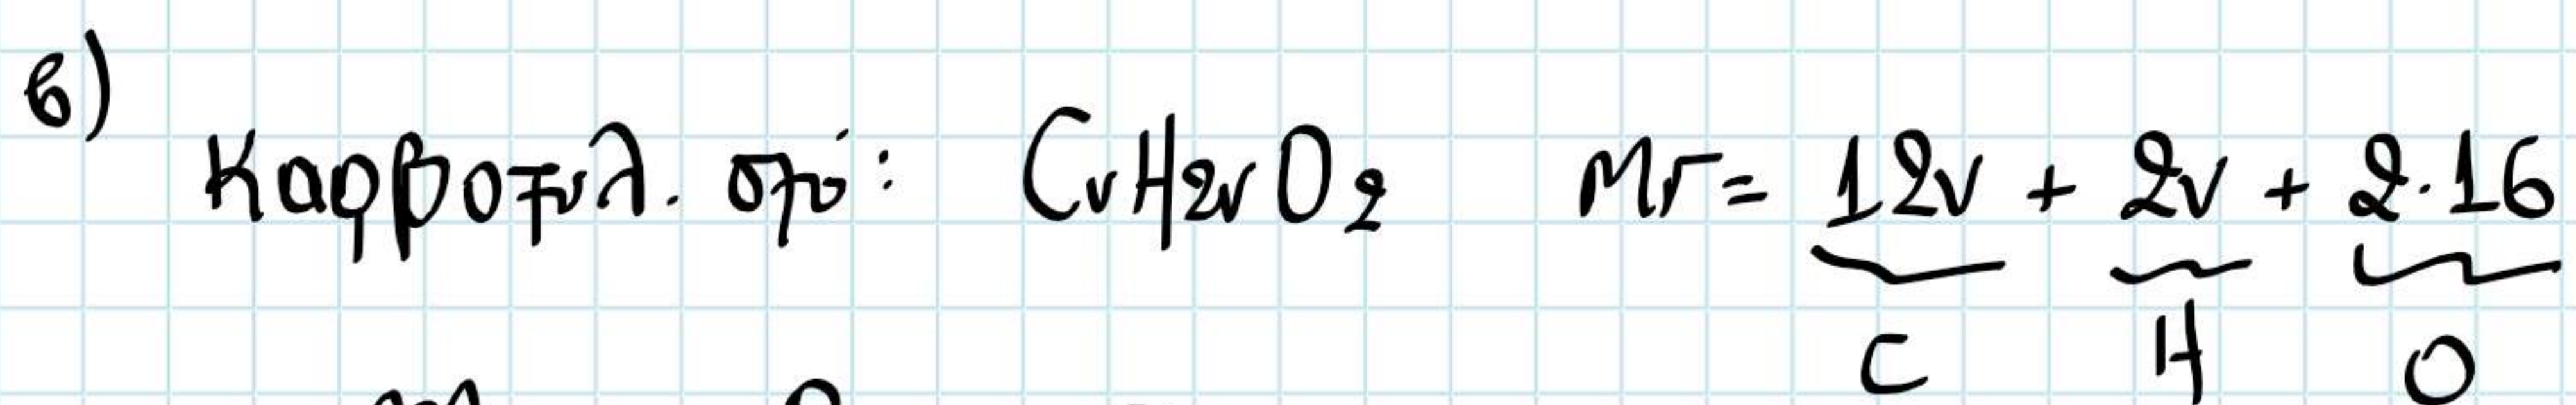 β)
Καρβοξυλ. οξύ: CνH2νO2 Mr = 12ν + 2ν + 2·16
C H O